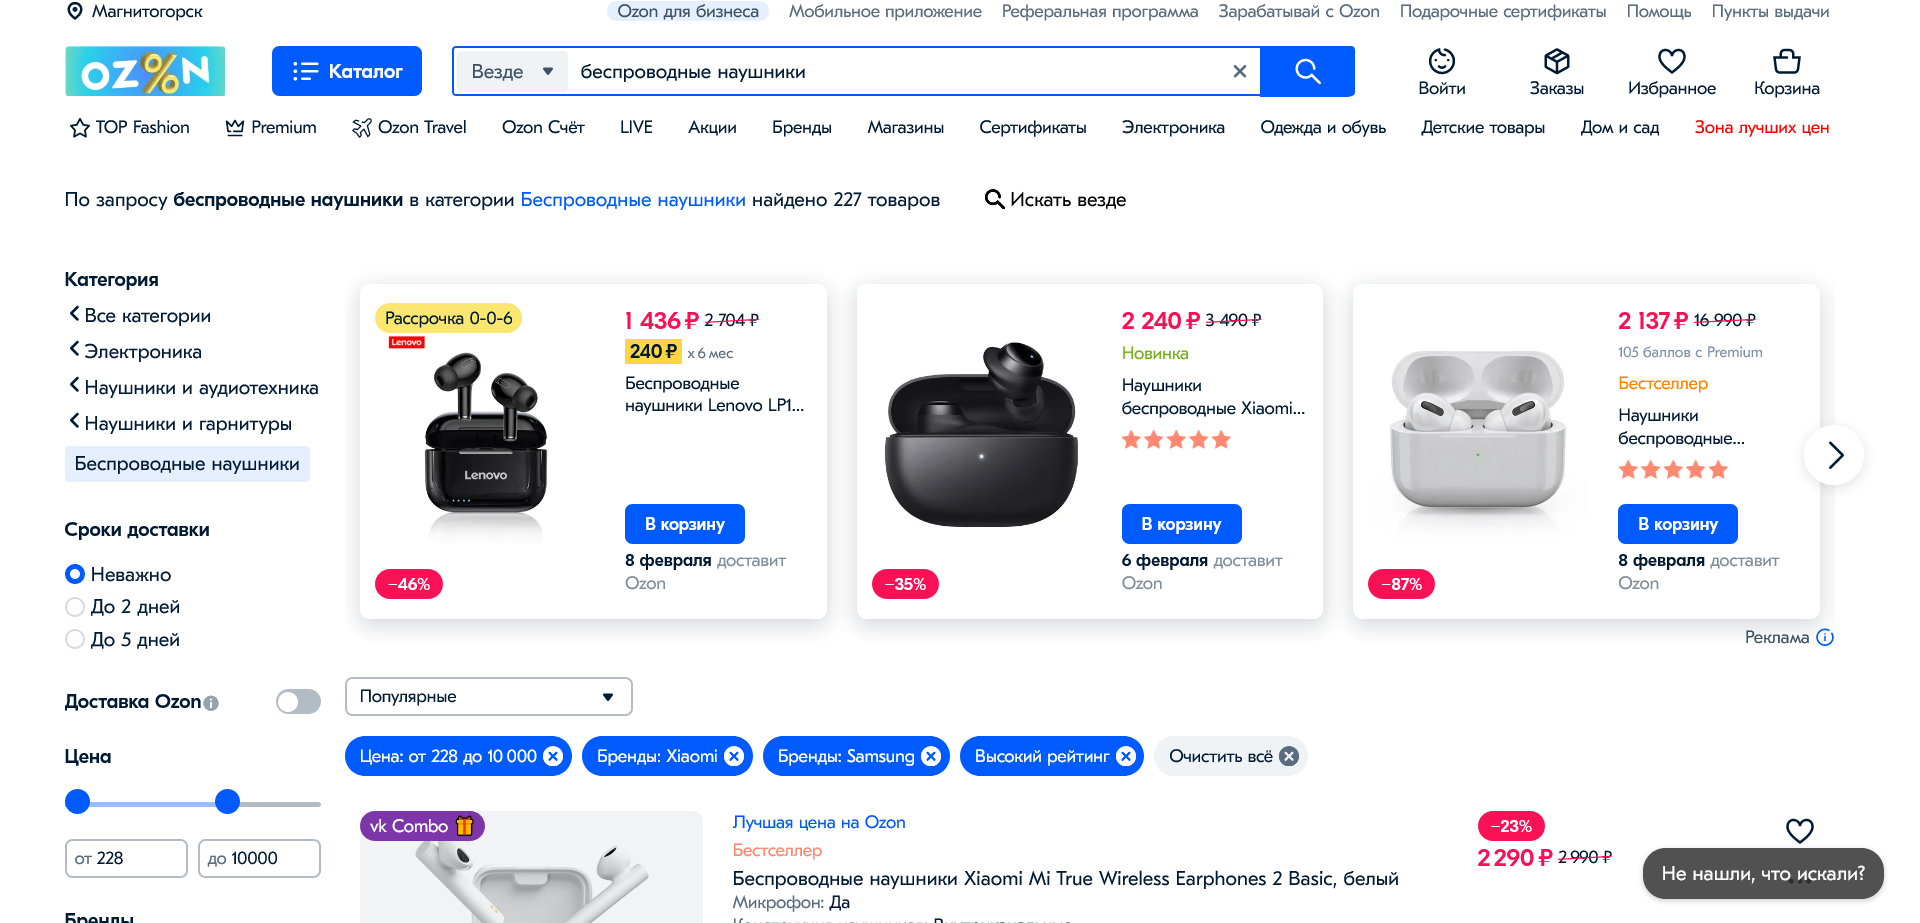 Магнитогорск
Ozon для бизнеса Мобильное приложение Реферальная программа Зарабатывай с Ozon Подарочные сертификаты Помощь Пункты выдачи
OZ%N
Каталог
Везде беспроводные наушники
Войти Заказы Избранное Корзина
TOP Fashion Premium Ozon Travel Ozon Счёт LIVE Акции Бренды Магазины Сертификаты Электроника Одежда и обувь Детские товары Дом и сад Зона лучших цен
По запросу беспроводные наушники в категории Беспроводные наушники найдено 227 товаров Искать везде
Категория
Все категории
Электроника
Наушники и аудиотехника
Наушники и гарнитуры
Беспроводные наушники
Сроки доставки
Неважно
До 2 дней
До 5 дней
Доставка Ozon
Цена
от 228 до 10000
Бренды
Рассрочка 0-0-6
Lenovo
Lenovo
−46%
1 436 ₽ 2 704 ₽
240 ₽ x 6 мес
Беспроводные
наушники Lenovo LP1...
В корзину
8 февраля доставит
Ozon
−35%
2 240 ₽ 3 490 ₽
Новинка
Наушники
беспроводные Xiaomi...
В корзину
6 февраля доставит
Ozon
−87%
2 137 ₽ 16 990 ₽
105 баллов с Premium
Бестселлер
Наушники
беспроводные...
В корзину
8 февраля доставит
Ozon
Реклама
Популярные
Цена: от 228 до 10 000 Бренды: Xiaomi Бренды: Samsung Высокий рейтинг Очистить всё
vk Combo
Лучшая цена на Ozon
Бестселлер
Беспроводные наушники Xiaomi Mi True Wireless Earphones 2 Basic, белый
Микрофон: Да
−23%
2 290 ₽ 2 990 ₽
Не нашли, что искали?